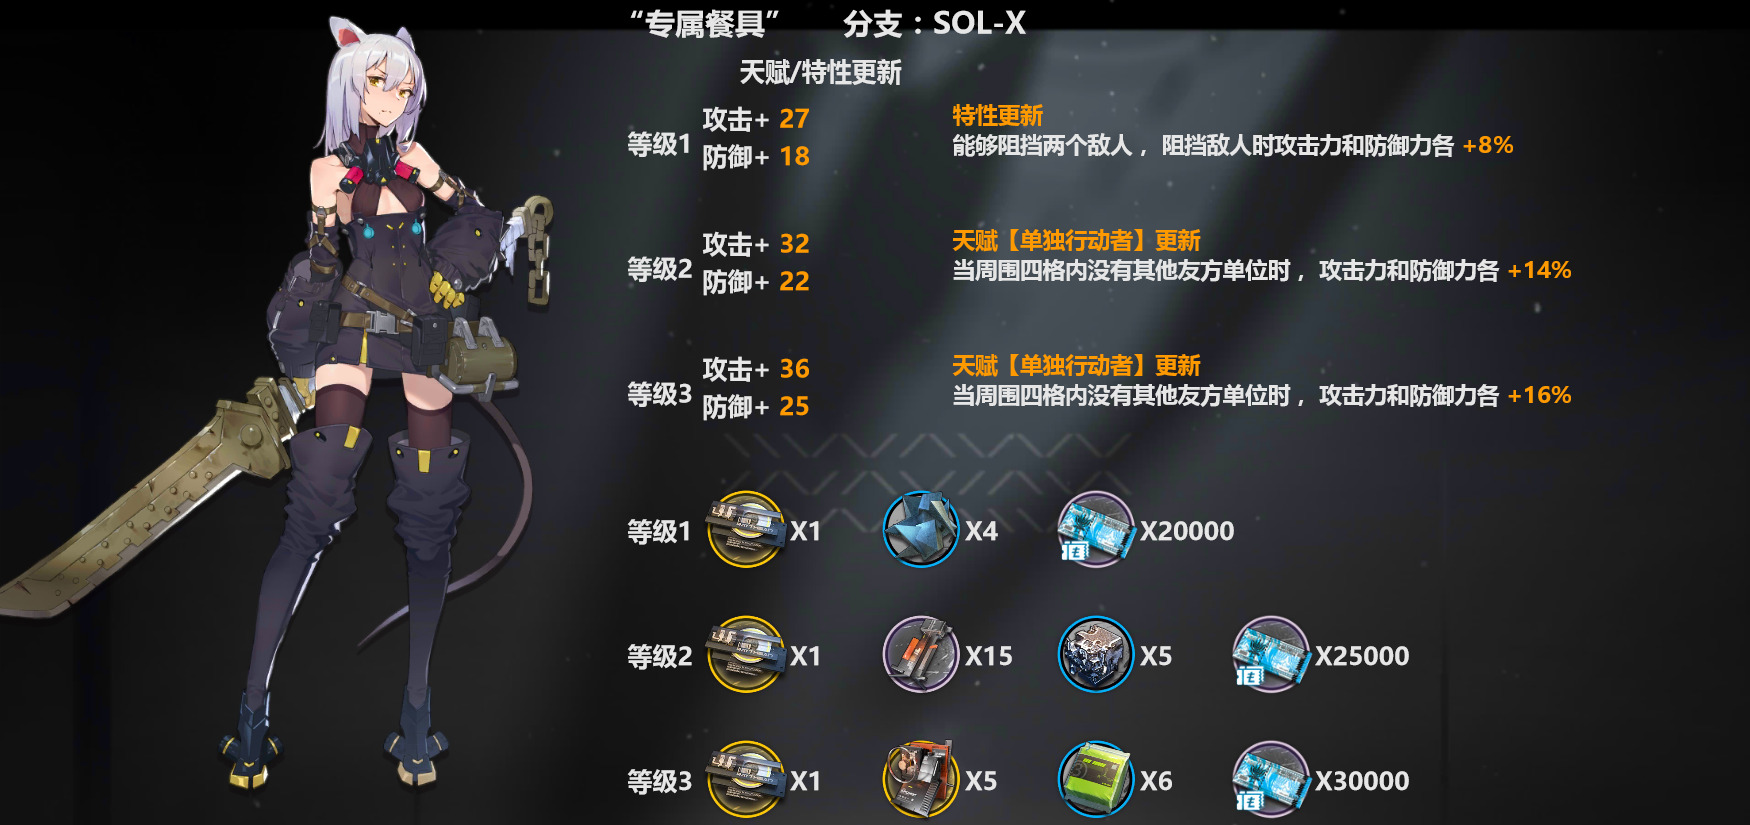 “专属餐具” 分支：SOL-X
天赋/特性更新
等级1
攻击+ 27
防御+ 18
特性更新
能够阻挡两个敌人，阻挡敌人时攻击力和防御力各 +8%
等级2
攻击+ 32
防御+ 22
天赋【单独行动者】更新
当周围四格内没有其他友方单位时，攻击力和防御力各 +14%
等级3
攻击+ 36
防御+ 25
天赋【单独行动者】更新
当周围四格内没有其他友方单位时，攻击力和防御力各 +16%
等级1 X1 X4 X20000
等级2 X1 X15 X5 X25000
等级3 X1 X5 X6 X30000